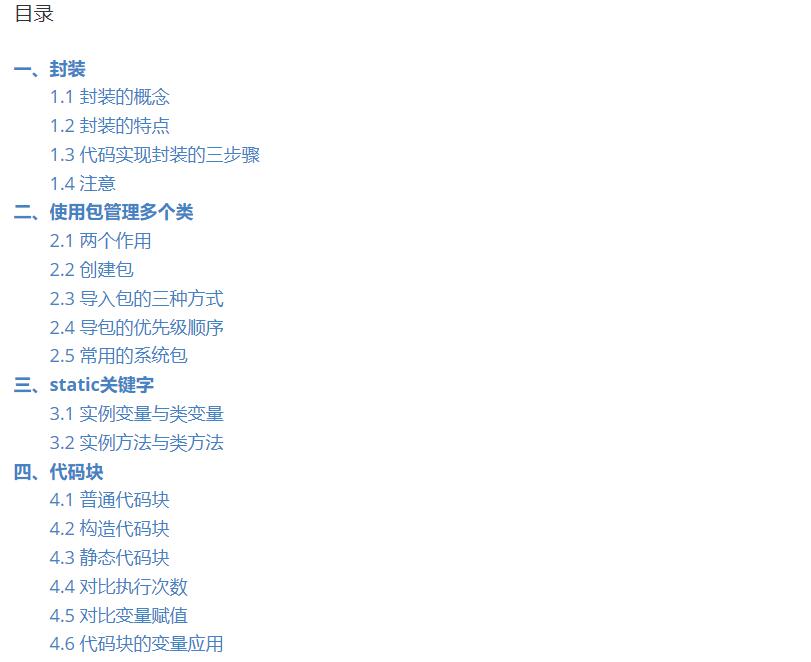 目录
一、封装
1.1 封装的概念
1.2 封装的特点
1.3 代码实现封装的三步骤
1.4 注意
二、使用包管理多个类
2.1 两个作用
2.2 创建包
2.3 导入包的三种方式
2.4 导包的优先级顺序
2.5 常用的系统包
三、static关键字
3.1 实例变量与类变量
3.2 实例方法与类方法
四、代码块
4.1 普通代码块
4.2 构造代码块
4.3 静态代码块
4.4 对比执行次数
4.5 对比变量赋值
4.6 代码块的变量应用